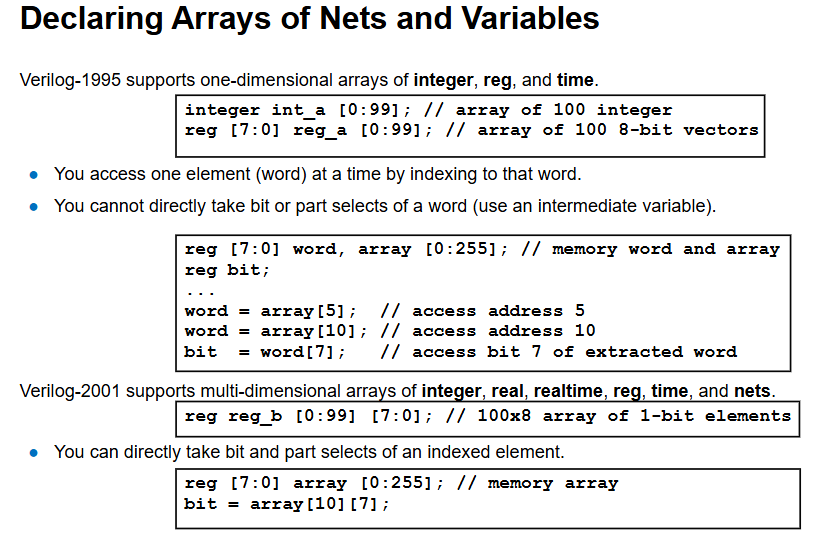 Declaring Arrays of Nets and Variables
Verilog-1995 supports one-dimensional arrays of integer, reg, and time.
integer int_a [0:99]; // array of 100 integer
reg [7:0] reg_a [0:99]; // array of 100 8-bit vectors
● You access one element (word) at a time by indexing to that word.
● You cannot directly take bit or part selects of a word (use an intermediate variable).
reg [7:0] word, array [0:255]; // memory word and array
reg bit;
...
word = array[5];  // access address 5
word = array[10]; // access address 10
bit  = word[7];   // access bit 7 of extracted word
Verilog-2001 supports multi-dimensional arrays of integer, real, realtime, reg, time, and nets.
reg reg_b [0:99] [7:0]; // 100x8 array of 1-bit elements
● You can directly take bit and part selects of an indexed element.
reg [7:0] array [0:255]; // memory array
bit = array[10][7];